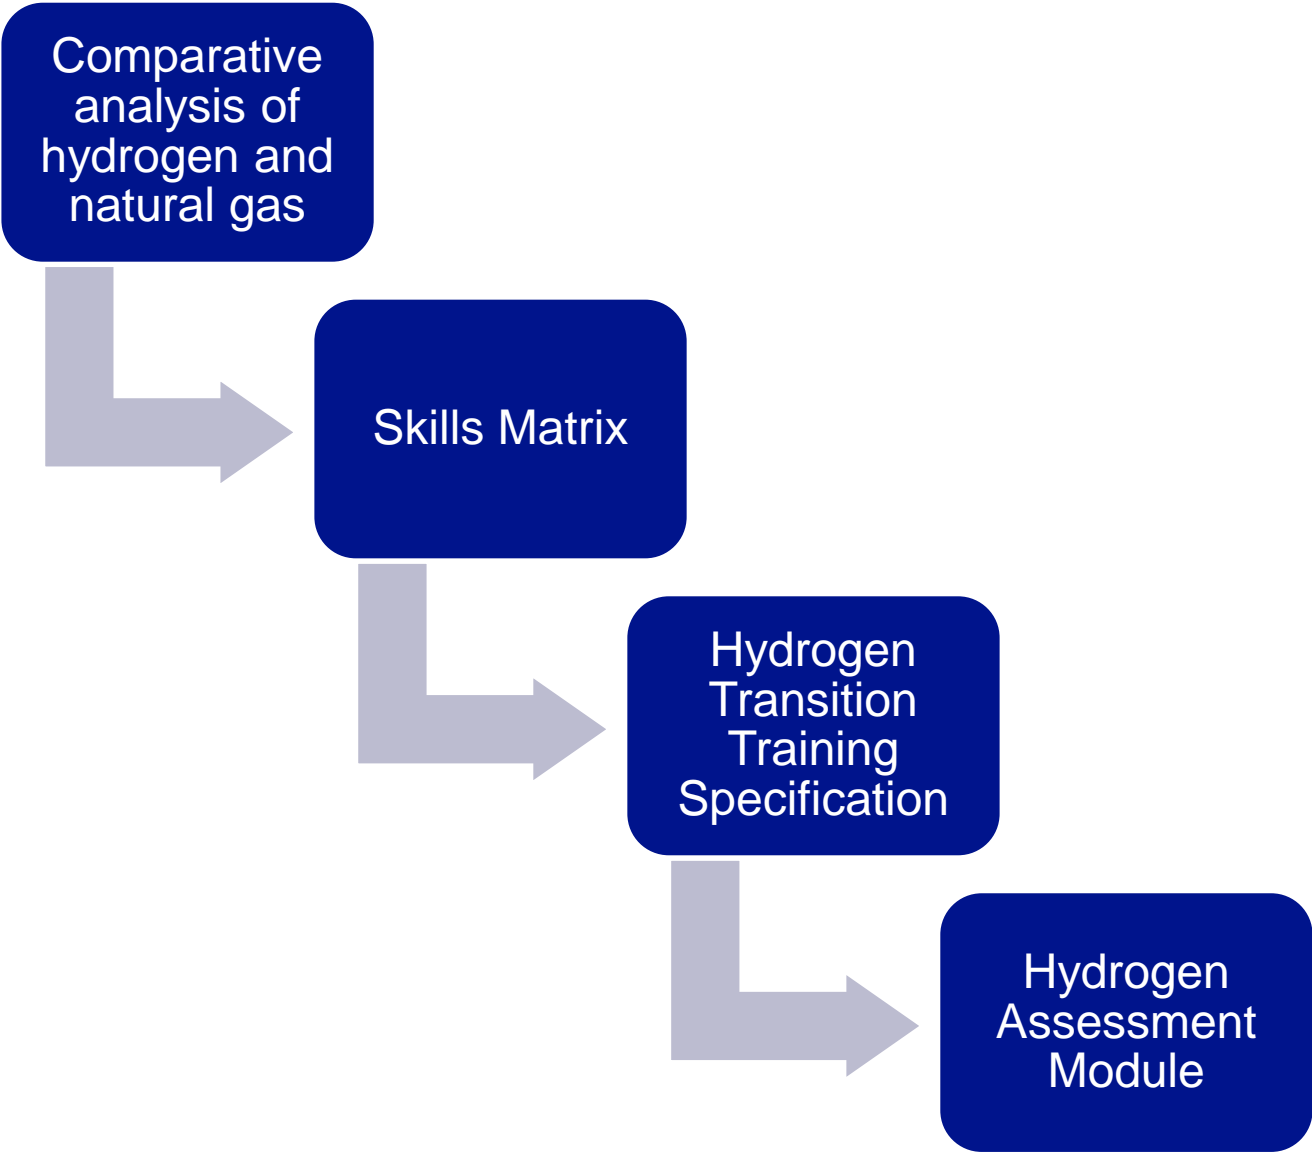 Comparative
analysis of
hydrogen and
natural gas
Skills Matrix
Hydrogen
Transition
Training
Specification
Hydrogen
Assessment
Module